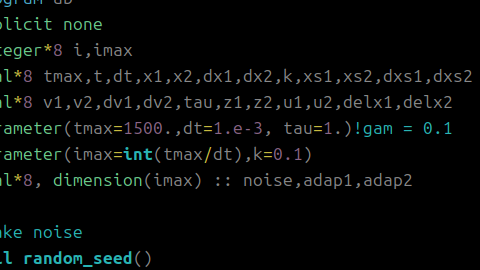 ogram ab
plicit none
teger*8 i,imax
al*8 tmax,t,dt,x1,x2,dx1,dx2,k,xs1,xs2,dxs1,dxs2
al*8 v1,v2,dv1,dv2,tau,z1,z2,u1,u2,delx1,delx2
rameter(tmax=1500.,dt=1.e-3, tau=1.)!gam = 0.1
rameter(imax=int(tmax/dt),k=0.1)
al*8, dimension(imax) :: noise,adap1,adap2
ake noise
ll random_seed()